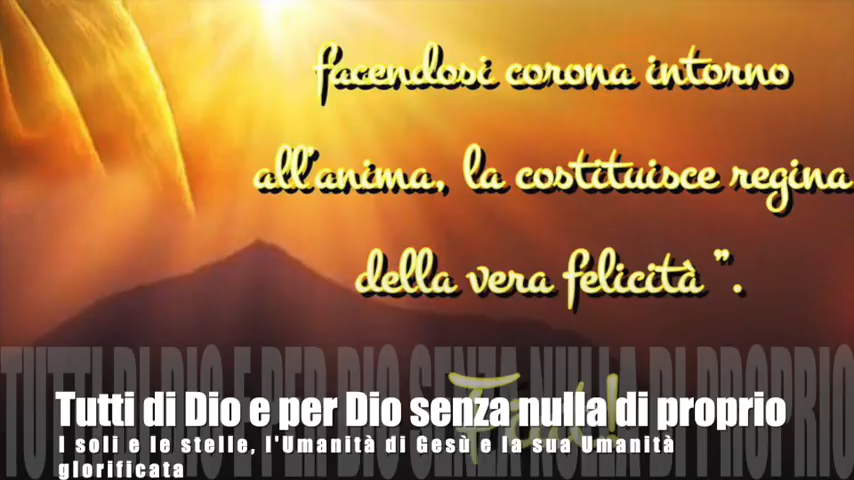 facendosi corona intorno
all'anima, la costituisce regina
della vera felicità ”.
TUTTI DI DIO E PER DIO SENZA NULLA DI PROPRIO
Tutti di Dio e per Dio senza nulla di proprio
I soli e le stelle, l'Umanità di Gesù e la sua Umanità
glorificata